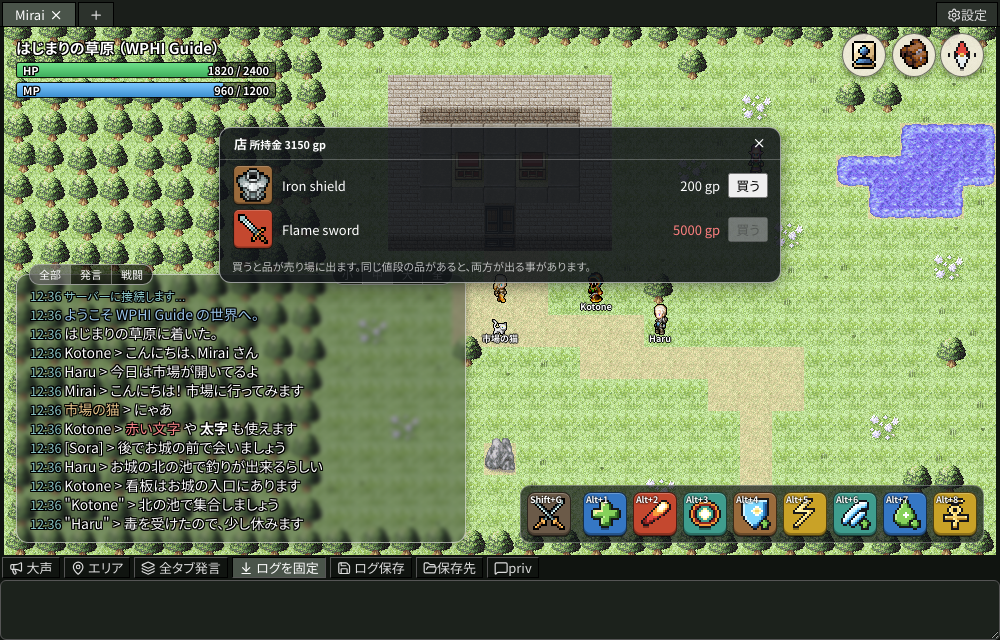 Mirai
設定
はじまりの草原 (WPHI Guide)
HP 1820 / 2400
MP 960 / 1200
店 所持金 3150 gp
Iron shield 200 gp 買う
Flame sword 5000 gp 買う
買うと品が売り場に出ます。同じ値段の品があると、両方が出る事があります。
全部 発言 戦闘
12:36 サーバーに接続します...
12:36 ようこそ WPHI Guide の世界へ。
12:36 はじまりの草原に着いた。
12:36 Kotone > こんにちは、Mirai さん
12:36 Haru > 今日は市場が開いてるよ
12:36 Mirai > こんにちは! 市場に行ってみます
12:36 市場の猫 > にゃあ
12:36 Kotone > 赤い文字 や 太字 も使えます
12:36 [Sora] > 後でお城の前で会いましょう
12:36 Haru > お城の北の池で釣りが出来るらしい
12:36 Kotone > 看板はお城の入口にあります
12:36 "Kotone" > 北の池で集合しましょう
12:36 "Haru" > 毒を受けたので、少し休みます
Kotone
市場の猫
Haru
Shift+G Alt+1 Alt+2 Alt+3 Alt+4 Alt+5 Alt+6 Alt+7 Alt+8
大声 エリア 全タブ発言 ログを固定 ログ保存 保存先 priv